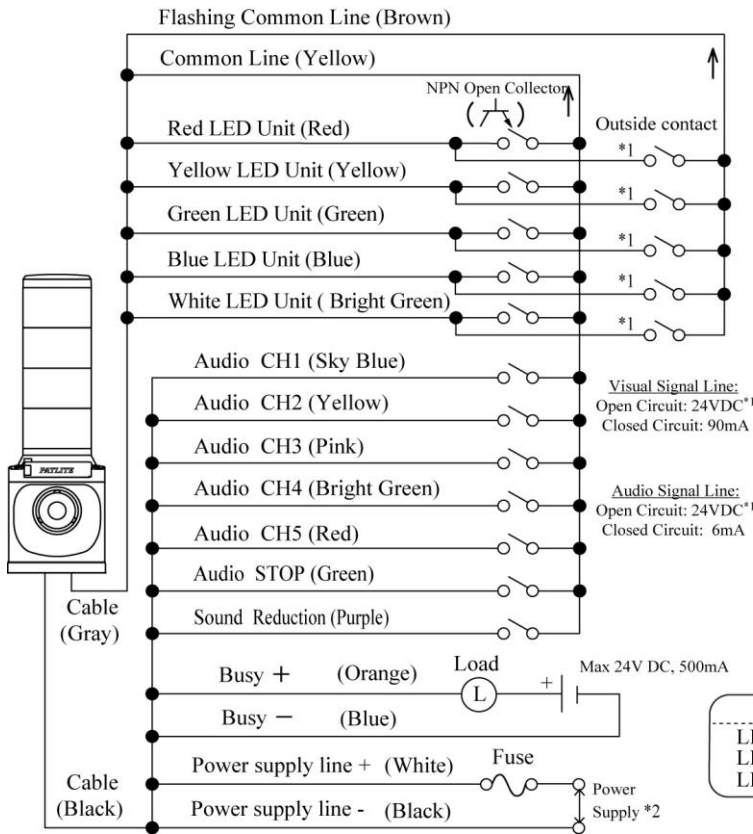 Flashing Common Line (Brown)
Common Line (Yellow)
NPN Open Collector
Red LED Unit (Red)
Outside contact
*1
Yellow LED Unit (Yellow)
*1
Green LED Unit (Green)
*1
Blue LED Unit (Blue)
*1
White LED Unit ( Bright Green)
*1
Audio CH1 (Sky Blue)
Audio CH2 (Yellow)
Audio CH3 (Pink)
Audio CH4 (Bright Green)
Audio CH5 (Red)
Audio STOP (Green)
Sound Reduction (Purple)
Visual Signal Line:
Open Circuit: 24VDC*1
Closed Circuit: 90mA
Audio Signal Line:
Open Circuit: 24VDC*1
Closed Circuit: 6mA
PATLITE
Cable
(Gray)
Busy + (Orange)
Load
L
+
Max 24V DC, 500mA
Busy − (Blue)
Power supply line + (White)
Fuse
Cable
(Black)
Power supply line - (Black)
Power
Supply *2